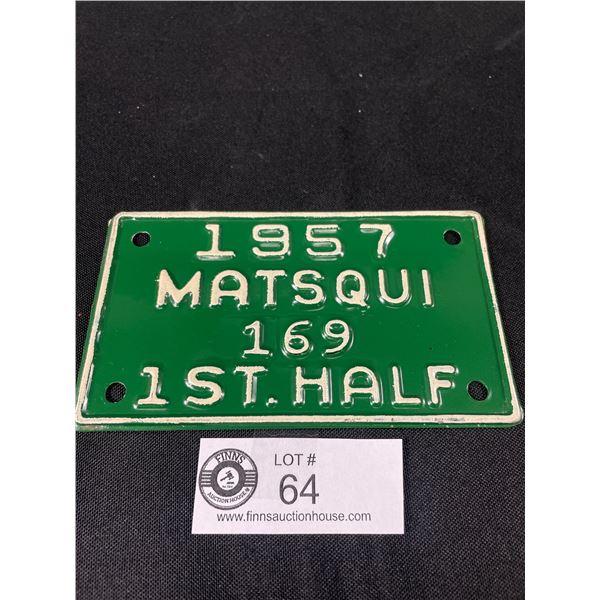 1957
MATSQUI
169
1ST. HALF
FINNS
AUCTION HOUSE
LOT #
64
www.finnsauctionhouse.com